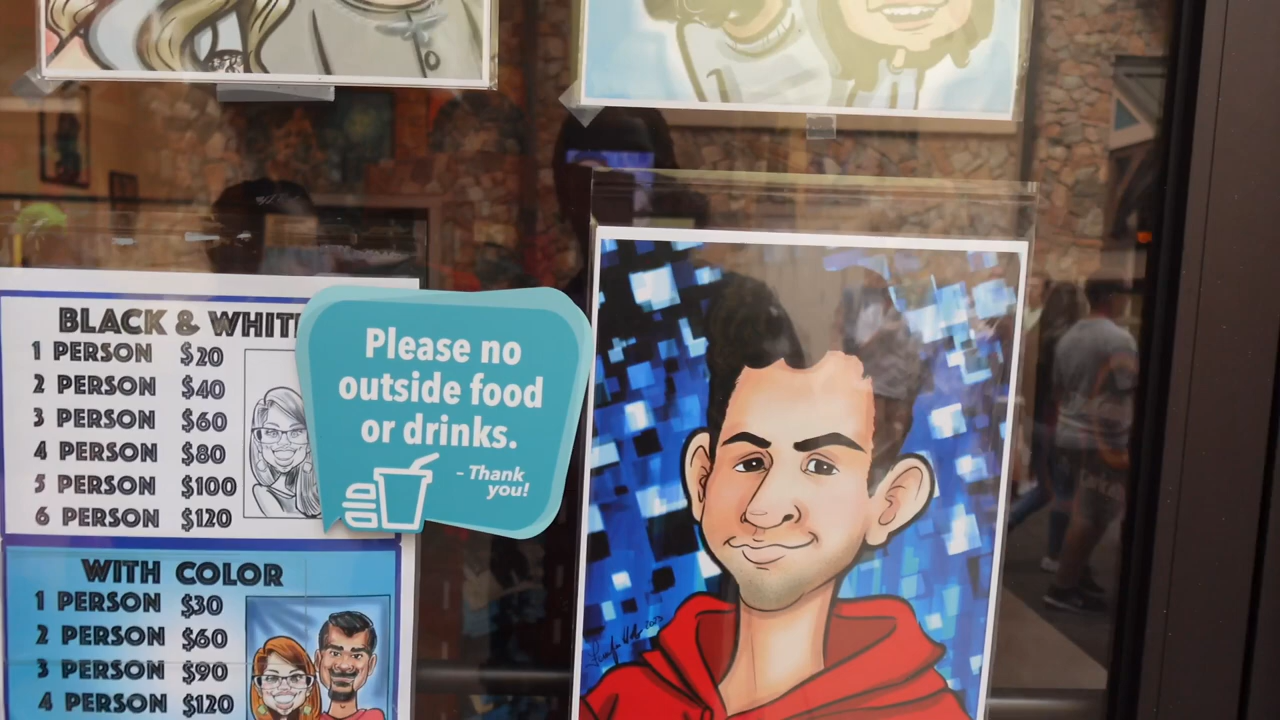 BLACK & WHIT
1 PERSON $20
2 PERSON $40
3 PERSON $60
4 PERSON $80
5 PERSON $100
6 PERSON $120
Please no
outside food
or drinks.
- Thank
you!
WITH COLOR
1 PERSON $30
2 PERSON $60
3 PERSON $90
4 PERSON $120